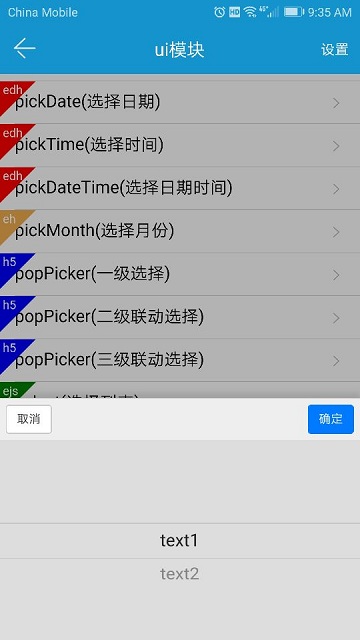 China Mobile
HD
9:35 AM
ui模块
设置
edh
pickDate(选择日期)
edh
pickTime(选择时间)
edh
pickDateTime(选择日期时间)
eh
pickMonth(选择月份)
h5
popPicker(一级选择)
h5
popPicker(二级联动选择)
h5
popPicker(三级联动选择)
ejs
取消
确定
text1
text2